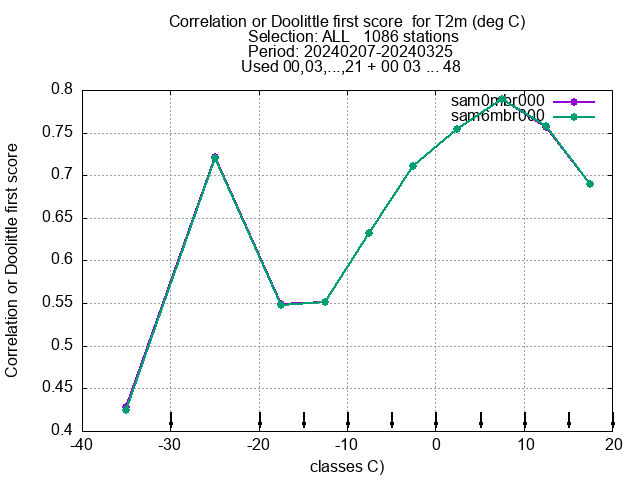 Correlation or Doolittle first score  for T2m (deg C)
Selection: ALL   1086 stations
Period: 20240207-20240325
Used 00,03,...,21 + 00 03 ... 48
sam0mbr000
sam6mbr000
Correlation or Doolittle first score
0.8
0.75
0.7
0.65
0.6
0.55
0.5
0.45
0.4
-40 -30 -20 -10 0 10 20
classes C)